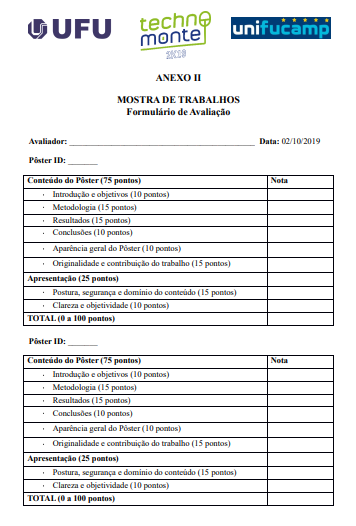 UFU
techno
monte
2K19
unifucamp
ANEXO II
MOSTRA DE TRABALHOS
Formulário de Avaliação
Avaliador: ______________________ Data: 02/10/2019
Pôster ID: ______
Conteúdo do Pôster (75 pontos) Nota
· Introdução e objetivos (10 pontos)
· Metodologia (15 pontos)
· Resultados (15 pontos)
· Conclusões (10 pontos)
· Aparência geral do Pôster (10 pontos)
· Originalidade e contribuição do trabalho (15 pontos)
Apresentação (25 pontos)
· Postura, segurança e domínio do conteúdo (15 pontos)
· Clareza e objetividade (10 pontos)
TOTAL (0 a 100 pontos)
Pôster ID: ______
Conteúdo do Pôster (75 pontos) Nota
· Introdução e objetivos (10 pontos)
· Metodologia (15 pontos)
· Resultados (15 pontos)
· Conclusões (10 pontos)
· Aparência geral do Pôster (10 pontos)
· Originalidade e contribuição do trabalho (15 pontos)
Apresentação (25 pontos)
· Postura, segurança e domínio do conteúdo (15 pontos)
· Clareza e objetividade (10 pontos)
TOTAL (0 a 100 pontos)